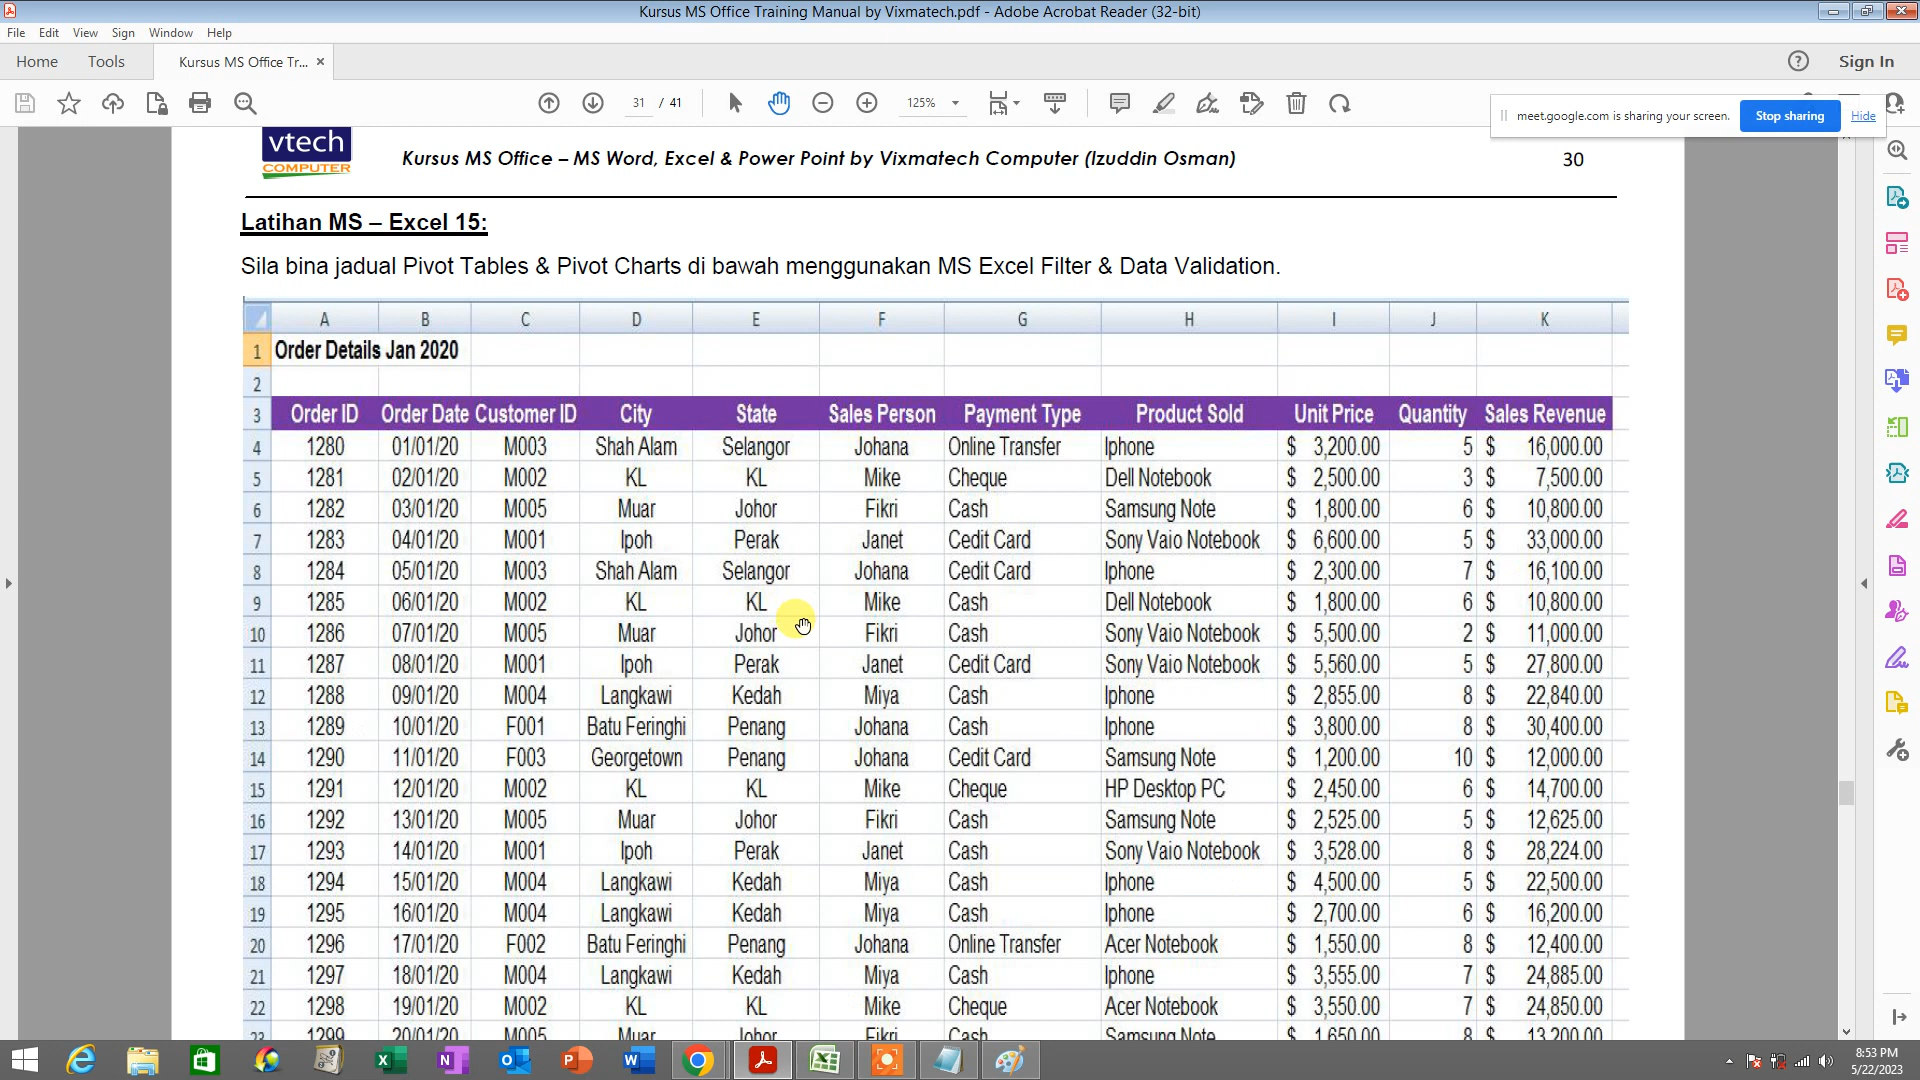 Kursus MS Office Training Manual by Vixmatech.pdf - Adobe Acrobat Reader (32-bit)
File Edit View Sign Window Help
Home Tools Kursus MS Office Tr... × Sign In
31 / 41 125%
meet.google.com is sharing your screen. Stop sharing Hide
vtech
COMPUTER
Kursus MS Office – MS Word, Excel & Power Point by Vixmatech Computer (Izuddin Osman) 30
Latihan MS – Excel 15:
Sila bina jadual Pivot Tables & Pivot Charts di bawah menggunakan MS Excel Filter & Data Validation.
A B C D E F G H I J K
1 Order Details Jan 2020
2
3 Order ID Order Date Customer ID City State Sales Person Payment Type Product Sold Unit Price Quantity Sales Revenue
4 1280 01/01/20 M003 Shah Alam Selangor Johana Online Transfer Iphone $ 3,200.00 5 $ 16,000.00
5 1281 02/01/20 M002 KL KL Mike Cheque Dell Notebook $ 2,500.00 3 $ 7,500.00
6 1282 03/01/20 M005 Muar Johor Fikri Cash Samsung Note $ 1,800.00 6 $ 10,800.00
7 1283 04/01/20 M001 Ipoh Perak Janet Cedit Card Sony Vaio Notebook $ 6,600.00 5 $ 33,000.00
8 1284 05/01/20 M003 Shah Alam Selangor Johana Cedit Card Iphone $ 2,300.00 7 $ 16,100.00
9 1285 06/01/20 M002 KL KL Mike Cash Dell Notebook $ 1,800.00 6 $ 10,800.00
10 1286 07/01/20 M005 Muar Johor Fikri Cash Sony Vaio Notebook $ 5,500.00 2 $ 11,000.00
11 1287 08/01/20 M001 Ipoh Perak Janet Cedit Card Sony Vaio Notebook $ 5,560.00 5 $ 27,800.00
12 1288 09/01/20 M004 Langkawi Kedah Miya Cash Iphone $ 2,855.00 8 $ 22,840.00
13 1289 10/01/20 F001 Batu Feringhi Penang Johana Cash Iphone $ 3,800.00 8 $ 30,400.00
14 1290 11/01/20 F003 Georgetown Penang Johana Cedit Card Samsung Note $ 1,200.00 10 $ 12,000.00
15 1291 12/01/20 M002 KL KL Mike Cheque HP Desktop PC $ 2,450.00 6 $ 14,700.00
16 1292 13/01/20 M005 Muar Johor Fikri Cash Samsung Note $ 2,525.00 5 $ 12,625.00
17 1293 14/01/20 M001 Ipoh Perak Janet Cash Sony Vaio Notebook $ 3,528.00 8 $ 28,224.00
18 1294 15/01/20 M004 Langkawi Kedah Miya Cash Iphone $ 4,500.00 5 $ 22,500.00
19 1295 16/01/20 M004 Langkawi Kedah Miya Cash Iphone $ 2,700.00 6 $ 16,200.00
20 1296 17/01/20 F002 Batu Feringhi Penang Johana Online Transfer Acer Notebook $ 1,550.00 8 $ 12,400.00
21 1297 18/01/20 M004 Langkawi Kedah Miya Cash Iphone $ 3,555.00 7 $ 24,885.00
22 1298 19/01/20 M002 KL KL Mike Cheque Acer Notebook $ 3,550.00 7 $ 24,850.00
23 1299 20/01/20 M005 Muar Johor Fikri Cash Samsung Note $ 1,650.00 8 $ 13,200.00
8:53 PM
5/22/2023